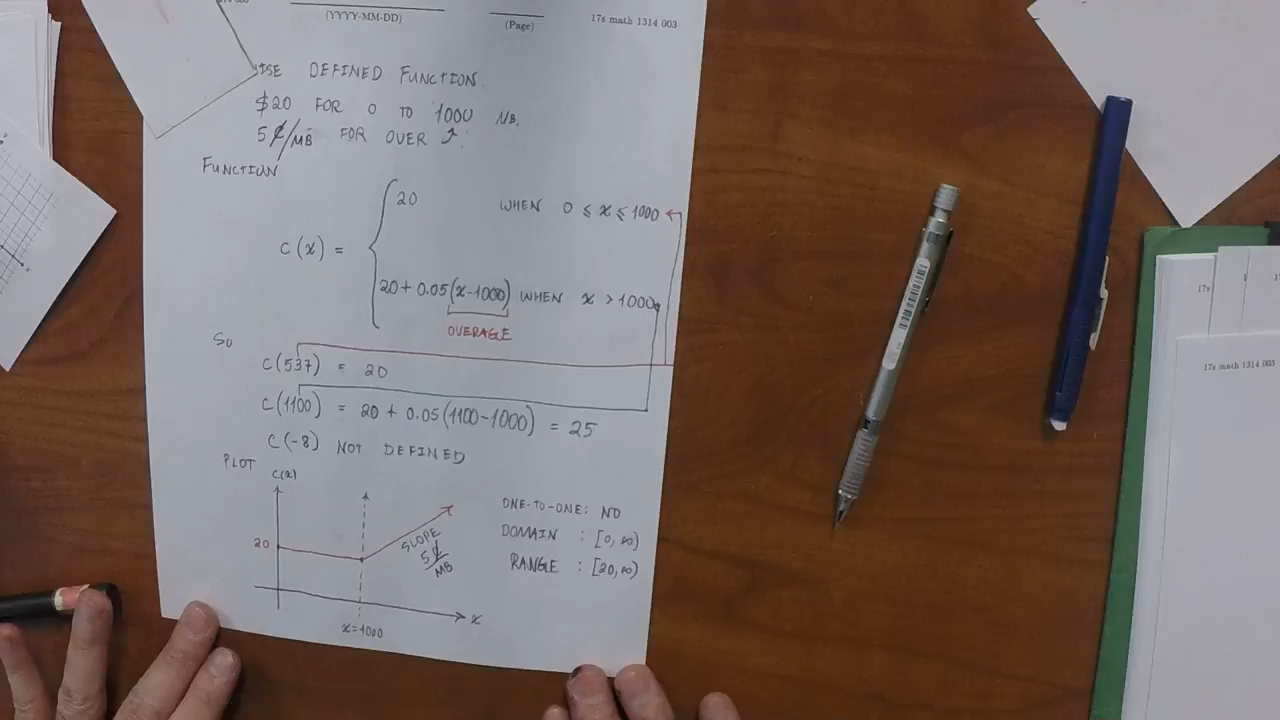 (YYYY-MM-DD)
(Page)
17s math 1314 003
ISE DEFINED FUNCTION.
$20 FOR 0 TO 1000 MB.
5¢/MB FOR OVER ↗.
FUNCTION
20 WHEN 0 ≤ x ≤ 1000
C(x) =
20 + 0.05(x-1000) WHEN x > 1000
OVERAGE
SO
C(537) = 20
C(1100) = 20 + 0.05(1100-1000) = 25
C(-8) NOT DEFINED
PLOT
C(x)
20
SLOPE
5¢/MB
x
x=1000
ONE-TO-ONE: NO
DOMAIN : [0,∞)
RANGE : [20,∞)
17s
17s math 1314 003